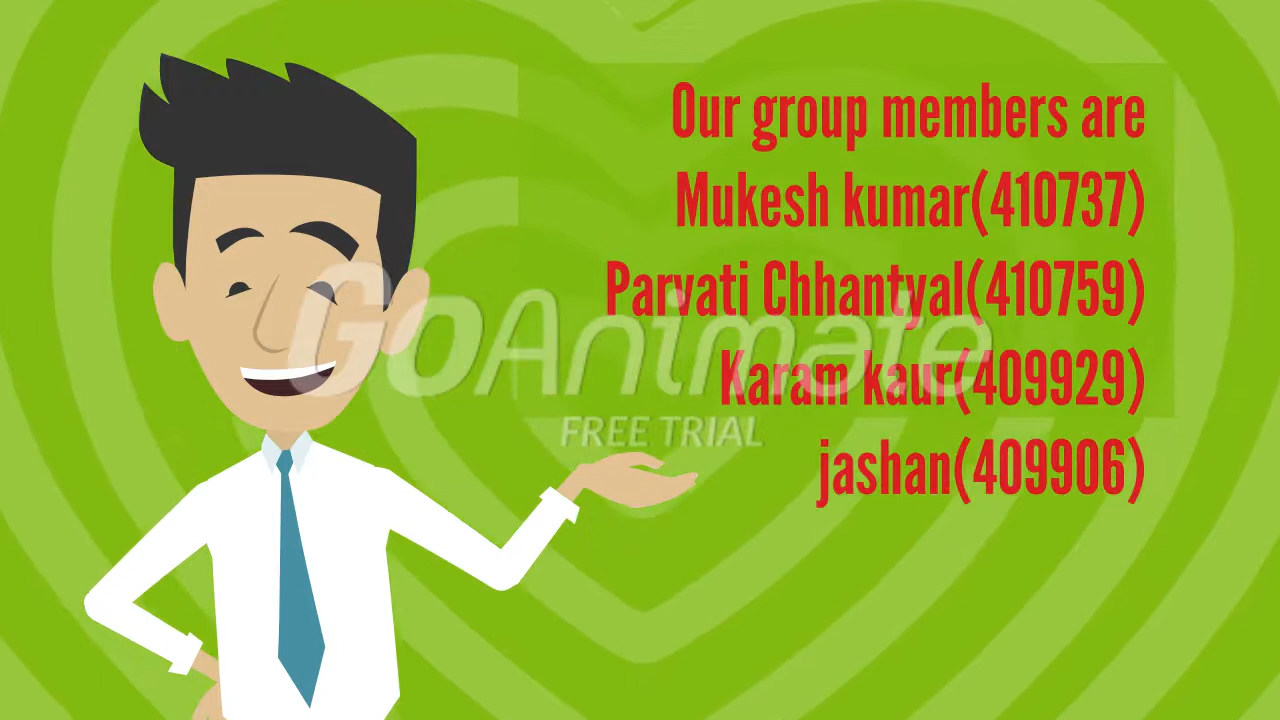 Our group members are
Mukesh kumar(410737)
Parvati Chhantyal(410759)
Karam kaur(409929)
jashan(409906)
GoAnimate
FREE TRIAL